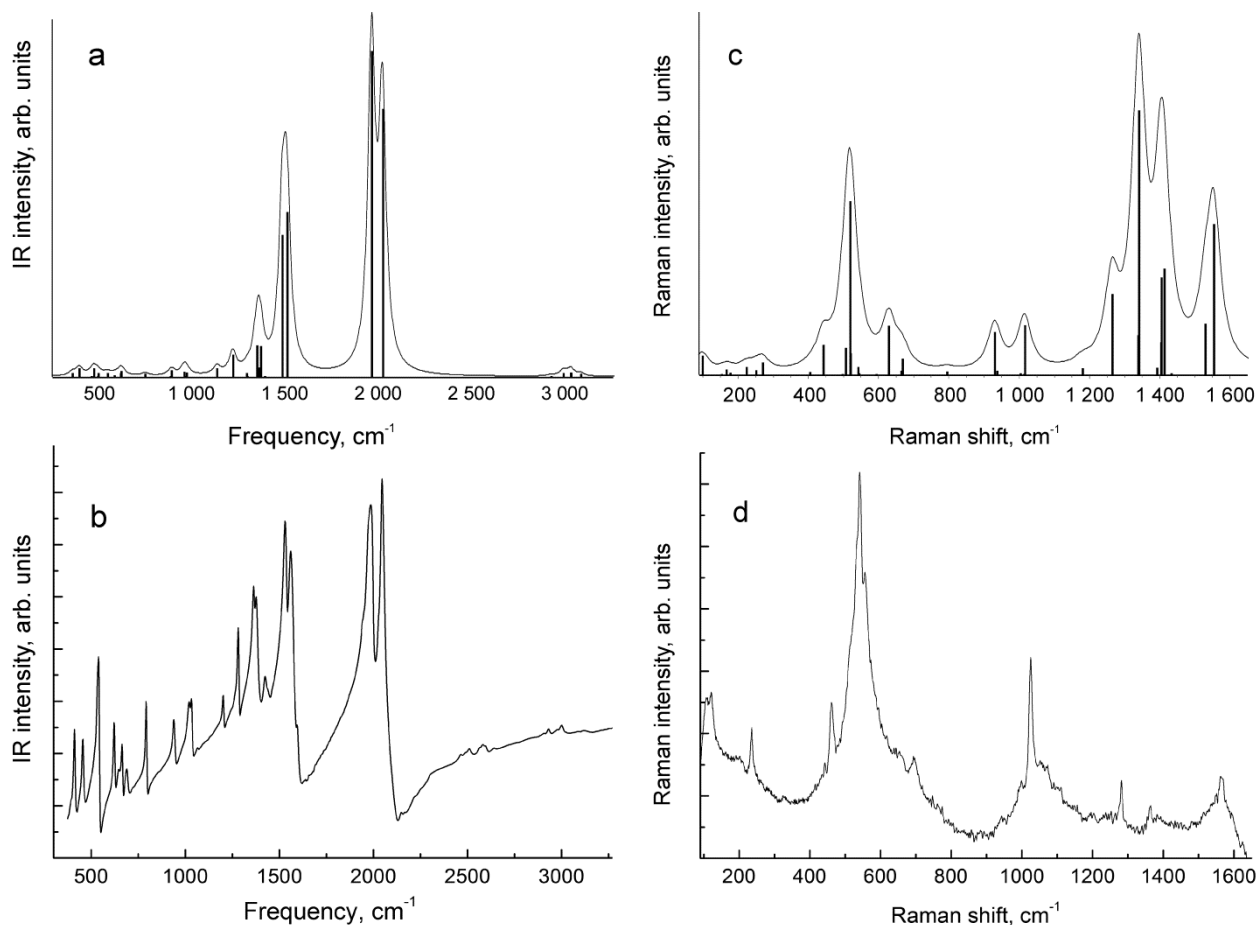 a
IR intensity, arb. units
500 1 000 1 500 2 000 2 500 3 000
Frequency, cm-1
c
Raman intensity, arb. units
200 400 600 800 1 000 1 200 1 400 1 600
Raman shift, cm-1
b
IR intensity, arb. units
500 1000 1500 2000 2500 3000
Frequency, cm-1
d
Raman intensity, arb. units
200 400 600 800 1000 1200 1400 1600
Raman shift, cm-1